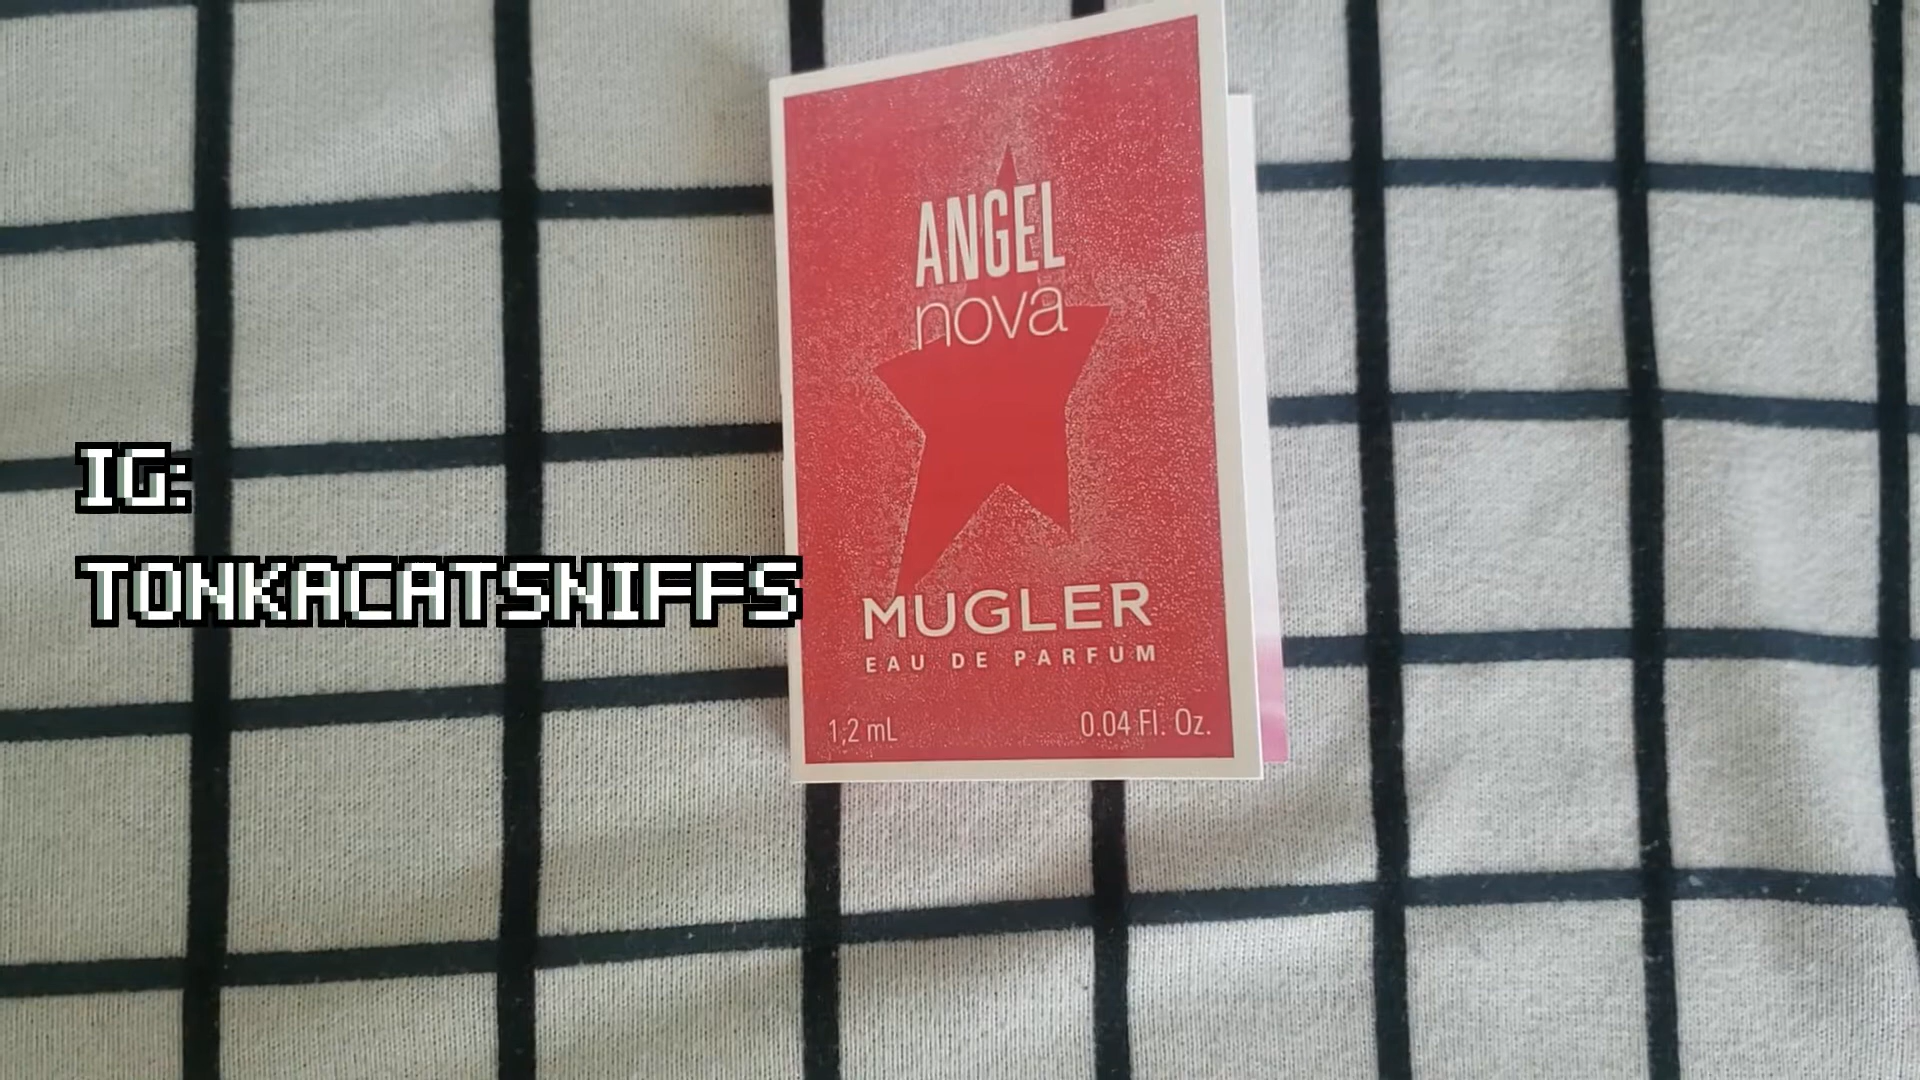 IG:
TONKACATSNIFFS
ANGEL
nova
MUGLER
EAU DE PARFUM
1,2 mL 0.04 Fl. Oz.